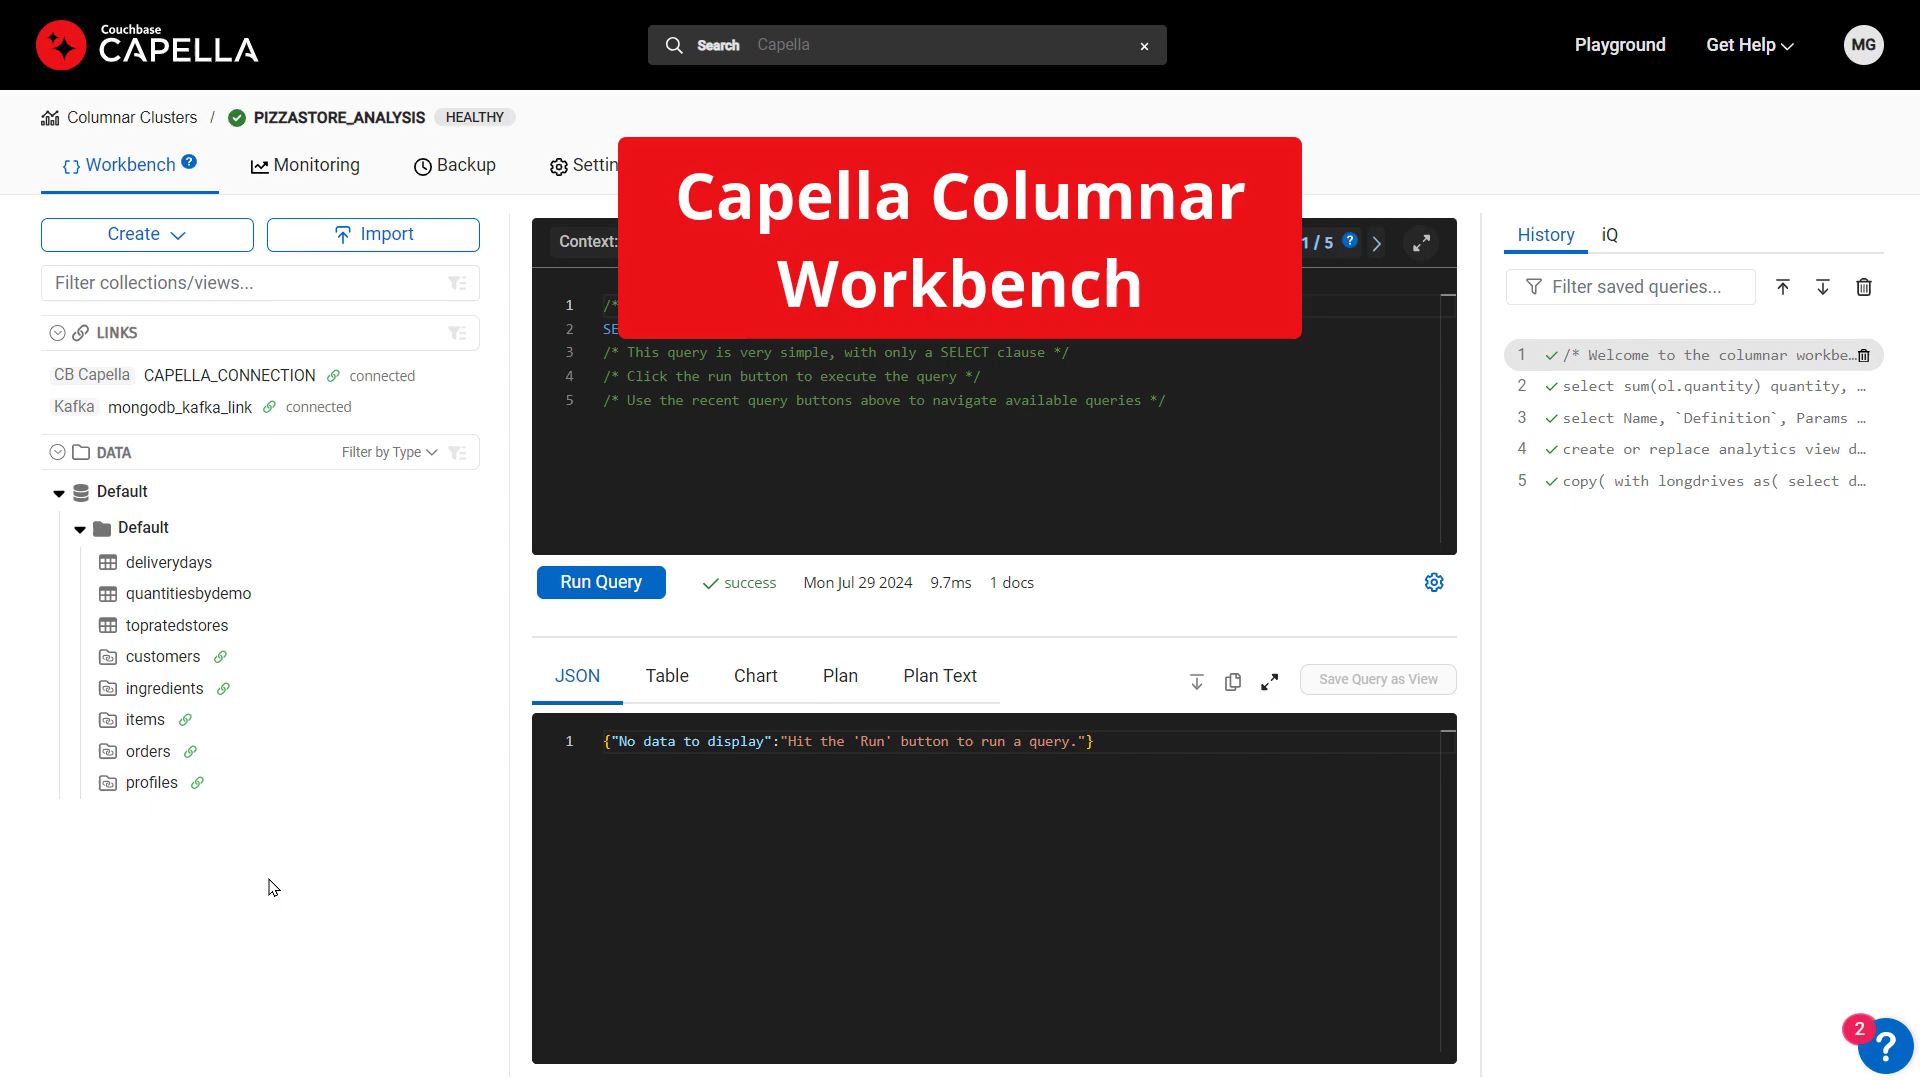 Couchbase
CAPELLA
Search Capella ×
Playground
Get Help
MG
Columnar Clusters / PIZZASTORE_ANALYSIS HEALTHY
{} Workbench ?
Monitoring
Backup
Settin
Capella Columnar
Workbench
Create
Import
Filter collections/views...
LINKS
CB Capella CAPELLA_CONNECTION connected
Kafka mongodb_kafka_link connected
DATA Filter by Type
Default
Default
deliverydays
quantitiesbydemo
topratedstores
customers
ingredients
items
orders
profiles
Context: 1 / 5 ?
1 /*
2 SE
3 /* This query is very simple, with only a SELECT clause */
4 /* Click the run button to execute the query */
5 /* Use the recent query buttons above to navigate available queries */
Run Query success Mon Jul 29 2024 9.7ms 1 docs
JSON Table Chart Plan Plan Text
Save Query as View
1 {"No data to display":"Hit the 'Run' button to run a query."}
History iQ
Filter saved queries...
1 /* Welcome to the columnar workbe…
2 select sum(ol.quantity) quantity, …
3 select Name, `Definition`, Params …
4 create or replace analytics view d…
5 copy( with longdrives as( select d…
2
?